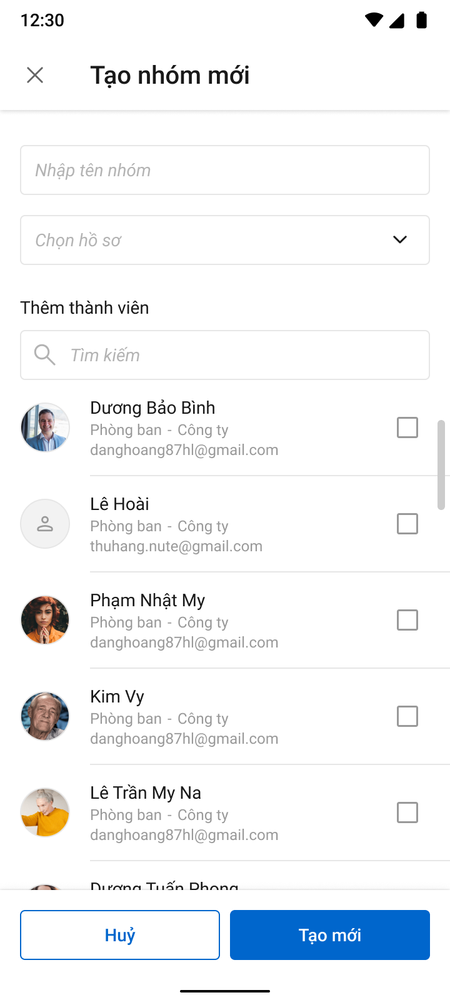 12:30
Tạo nhóm mới
Nhập tên nhóm
Chọn hồ sơ
Thêm thành viên
Tìm kiếm
Dương Bảo Bình
Phòng ban - Công ty
danghoang87hl@gmail.com
Lê Hoài
Phòng ban - Công ty
thuhang.nute@gmail.com
Phạm Nhật My
Phòng ban - Công ty
danghoang87hl@gmail.com
Kim Vy
Phòng ban - Công ty
danghoang87hl@gmail.com
Lê Trần My Na
Phòng ban - Công ty
danghoang87hl@gmail.com
Dương Tuấn Phong
Huỷ
Tạo mới